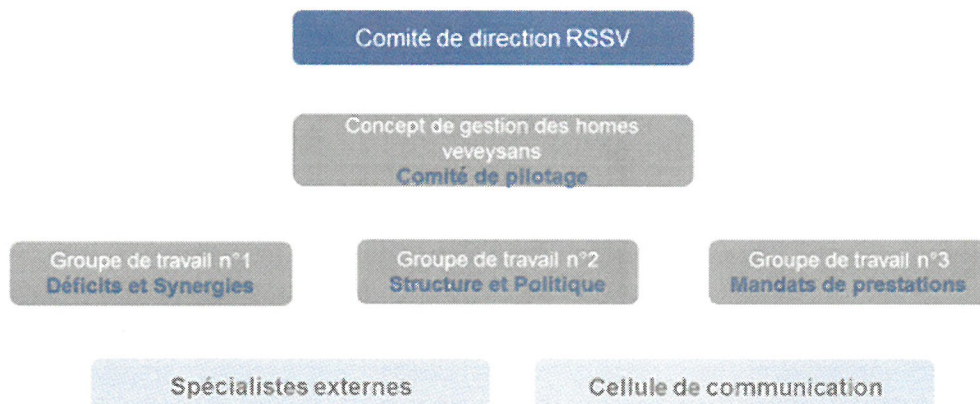 Comité de direction RSSV
Concept de gestion des homes
veveysans
Comité de pilotage
Groupe de travail n°1
Déficits et Synergies
Groupe de travail n°2
Structure et Politique
Groupe de travail n°3
Mandats de prestations
Spécialistes externes
Cellule de communication